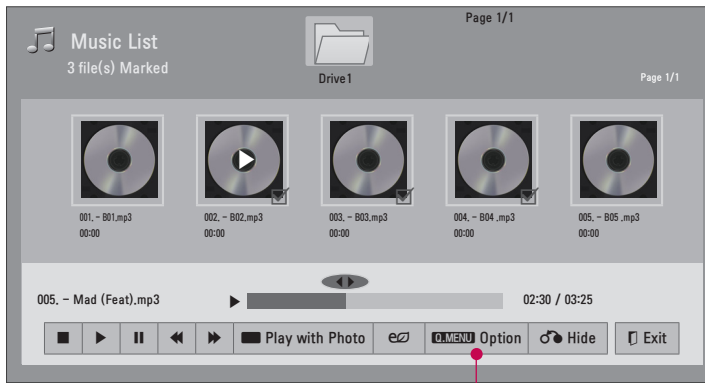 Page 1/1
Music List
3 file(s) Marked
Drive1
Page 1/1
001. - B01.mp3
00:00
002. - B02.mp3
00:00
003. - B03.mp3
00:00
004. - B04 .mp3
00:00
005. - B05 .mp3
00:00
005. - Mad (Feat).mp3
02:30 / 03:25
Play with Photo
e
Q.MENU Option
Hide
Exit